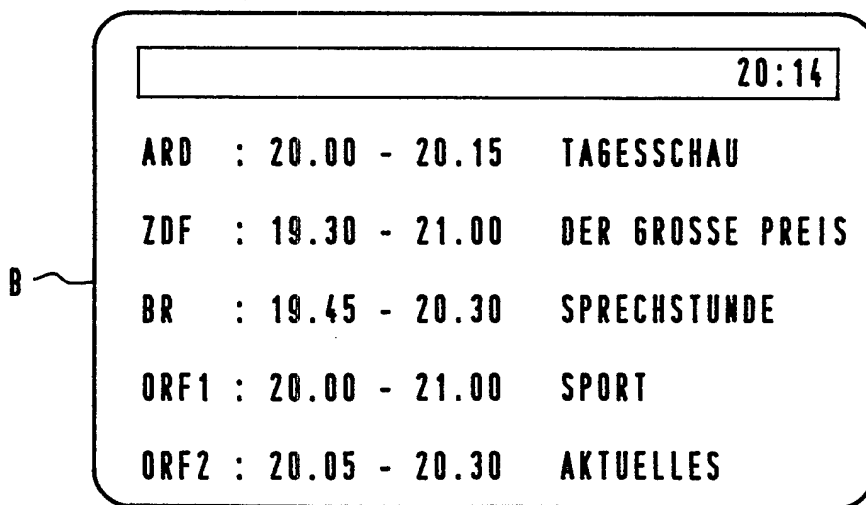 20:14
ARD : 20.00 - 20.15 TAGESSCHAU
ZDF : 19.30 - 21.00 DER GROSSE PREIS
B
BR : 19.45 - 20.30 SPRECHSTUNDE
ORF1 : 20.00 - 21.00 SPORT
ORF2 : 20.05 - 20.30 AKTUELLES